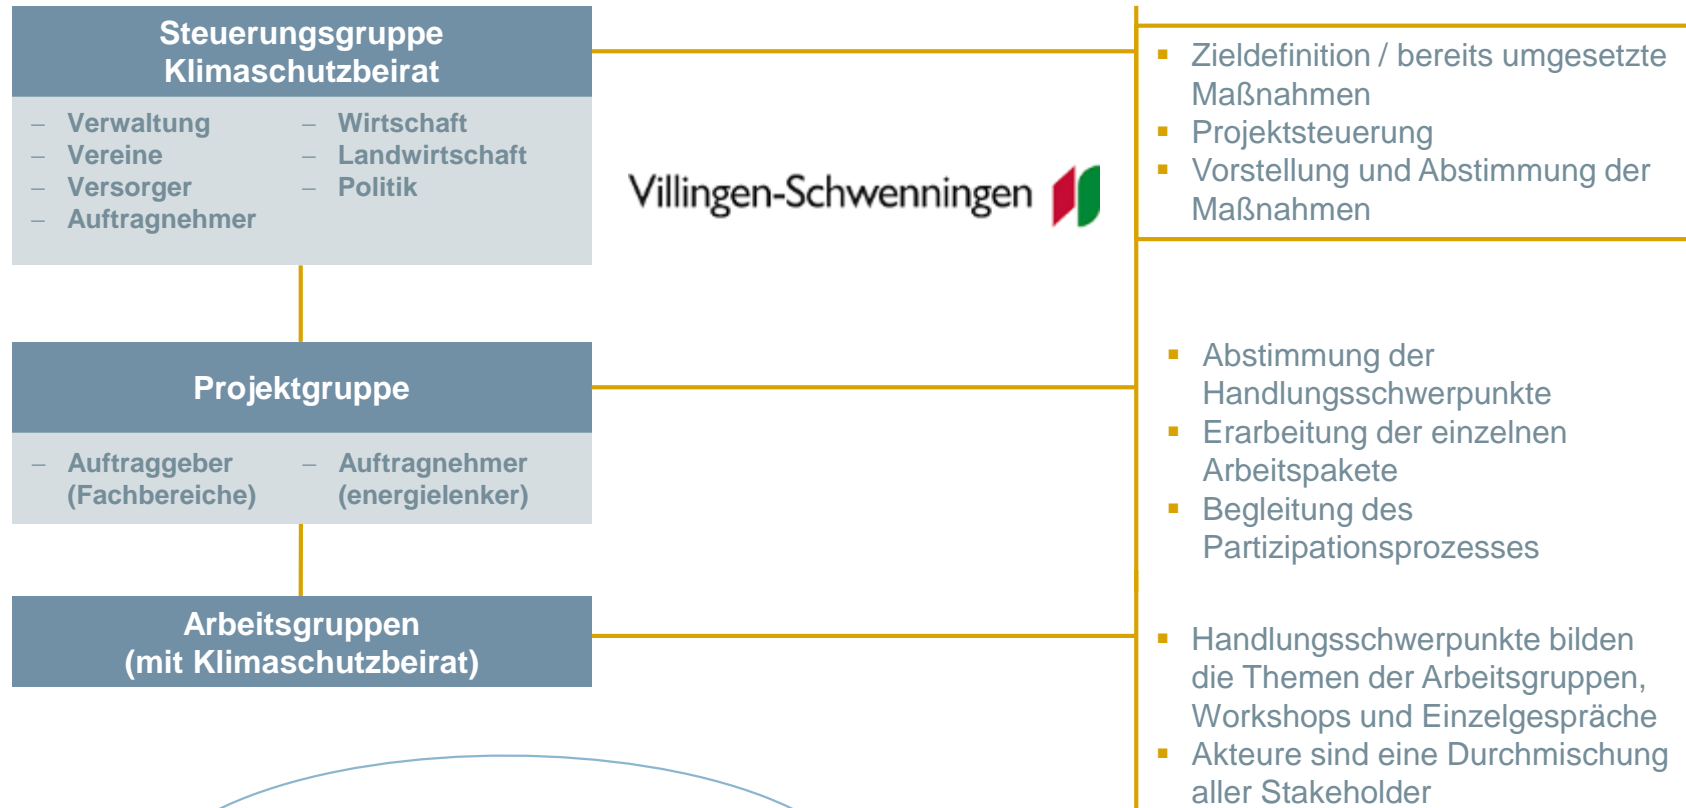 Steuerungsgruppe
Klimaschutzbeirat
– Verwaltung
– Vereine
– Versorger
– Auftragnehmer
– Wirtschaft
– Landwirtschaft
– Politik
Villingen-Schwenningen
▪ Zieldefinition / bereits umgesetzte
Maßnahmen
▪ Projektsteuerung
▪ Vorstellung und Abstimmung der
Maßnahmen
Projektgruppe
– Auftraggeber
(Fachbereiche)
– Auftragnehmer
(energielenker)
▪ Abstimmung der
Handlungsschwerpunkte
▪ Erarbeitung der einzelnen
Arbeitspakete
▪ Begleitung des
Partizipationsprozesses
Arbeitsgruppen
(mit Klimaschutzbeirat)
▪ Handlungsschwerpunkte bilden
die Themen der Arbeitsgruppen,
Workshops und Einzelgespräche
▪ Akteure sind eine Durchmischung
aller Stakeholder